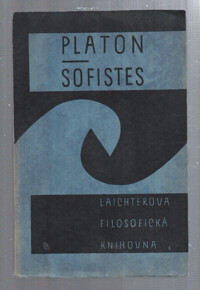 PLATON
SOFISTES
LAICHTEROVA
FILOSOFICKÁ
KNIHOVNA